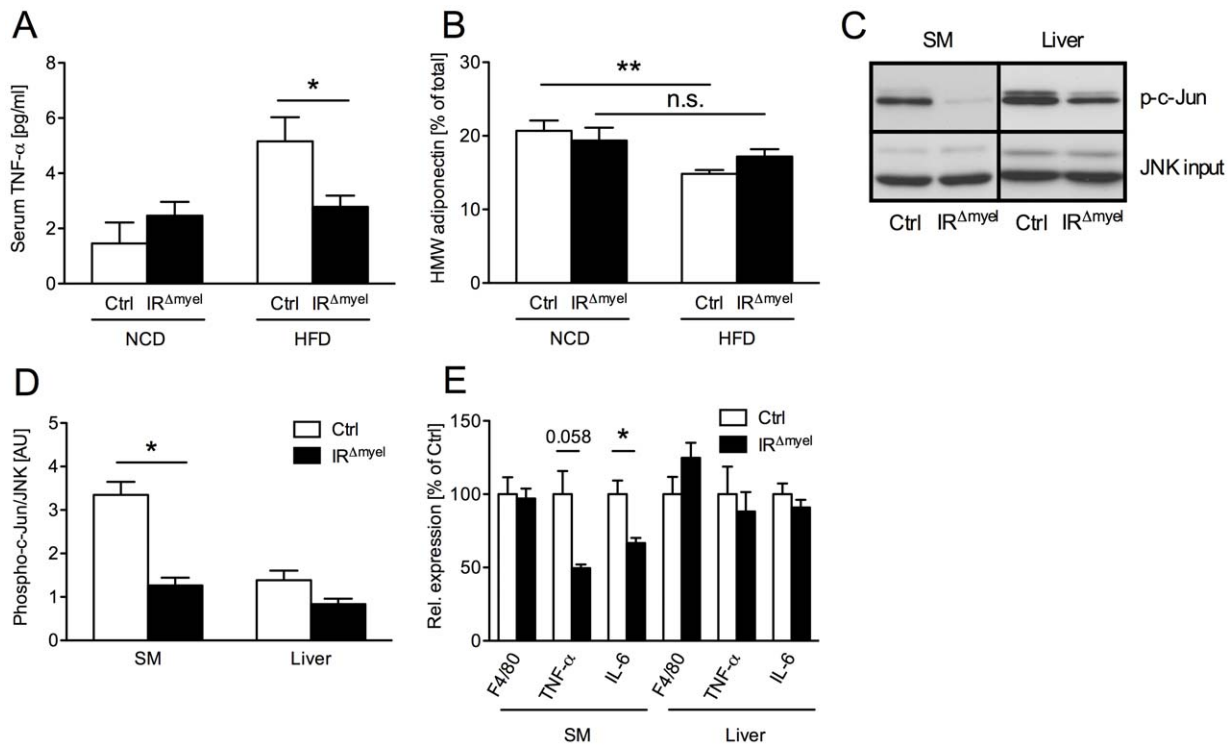 A
Serum TNF-α [pg/ml]
8
6
4
2
0
*
Ctrl IR^Δmyel Ctrl IR^Δmyel
NCD HFD
B
HMW adiponectin [% of total]
30
20
10
0
**
n.s.
Ctrl IR^Δmyel Ctrl IR^Δmyel
NCD HFD
C
SM Liver
p-c-Jun
JNK input
Ctrl IR^Δmyel Ctrl IR^Δmyel
D
Phospho-c-Jun/JNK [AU]
5
4
3
2
1
0
*
Ctrl
IR^Δmyel
SM Liver
E
Rel. expression [% of Ctrl]
150
100
50
0
0.058 *
Ctrl
IR^Δmyel
F4/80 TNF-α IL-6 F4/80 TNF-α IL-6
SM Liver